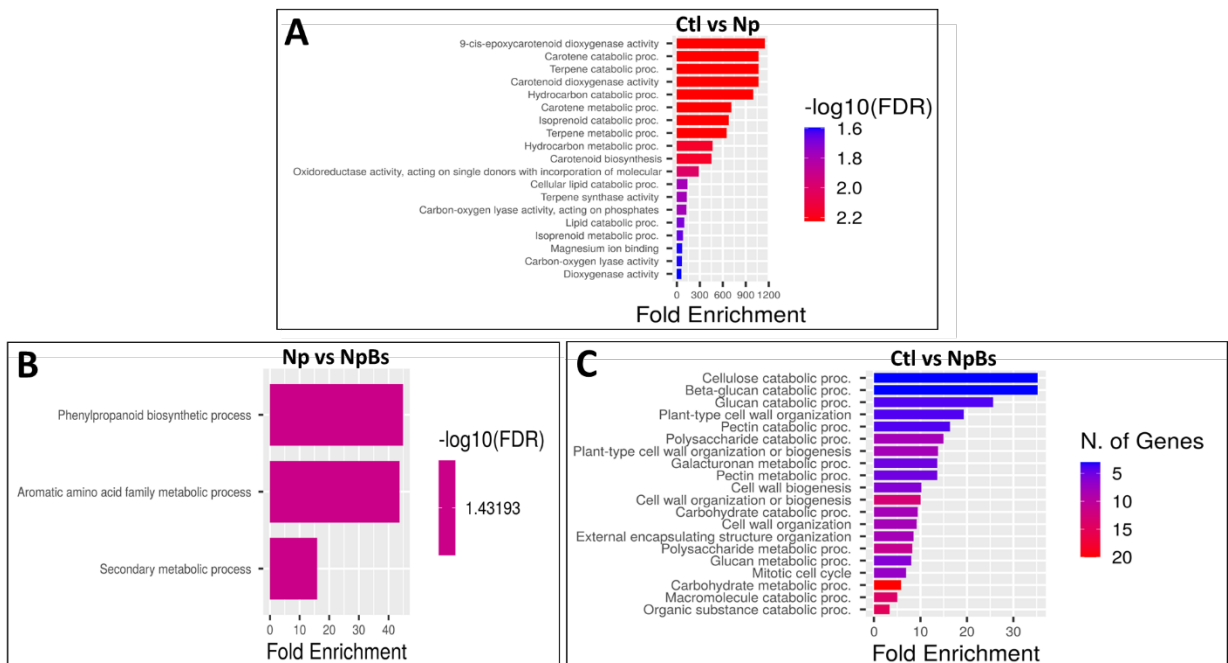 A
Ctl vs Np
9-cis-epoxycarotenoid dioxygenase activity
Carotene catabolic proc.
Terpene catabolic proc.
Carotenoid dioxygenase activity
Hydrocarbon catabolic proc.
Carotene metabolic proc.
Isoprenoid catabolic proc.
Terpene metabolic proc.
Hydrocarbon metabolic proc.
Carotenoid biosynthesis
Oxidoreductase activity, acting on single donors with incorporation of molecular
Cellular lipid catabolic proc.
Terpene synthase activity
Carbon-oxygen lyase activity, acting on phosphates
Lipid catabolic proc.
Isoprenoid metabolic proc.
Magnesium ion binding
Carbon-oxygen lyase activity
Dioxygenase activity
0 300 600 900 1200
Fold Enrichment
-log10(FDR)
1.6
1.8
2.0
2.2
B
Np vs NpBs
Phenylpropanoid biosynthetic process
Aromatic amino acid family metabolic process
Secondary metabolic process
0 10 20 30 40
Fold Enrichment
-log10(FDR)
1.43193
C
Ctl vs NpBs
Cellulose catabolic proc.
Beta-glucan catabolic proc.
Glucan catabolic proc.
Plant-type cell wall organization
Pectin catabolic proc.
Polysaccharide catabolic proc.
Plant-type cell wall organization or biogenesis
Galacturonan metabolic proc.
Pectin metabolic proc.
Cell wall biogenesis
Cell wall organization or biogenesis
Carbohydrate catabolic proc.
Cell wall organization
External encapsulating structure organization
Polysaccharide metabolic proc.
Glucan metabolic proc.
Mitotic cell cycle
Carbohydrate metabolic proc.
Macromolecule catabolic proc.
Organic substance catabolic proc.
0 10 20 30
Fold Enrichment
N. of Genes
5
10
15
20